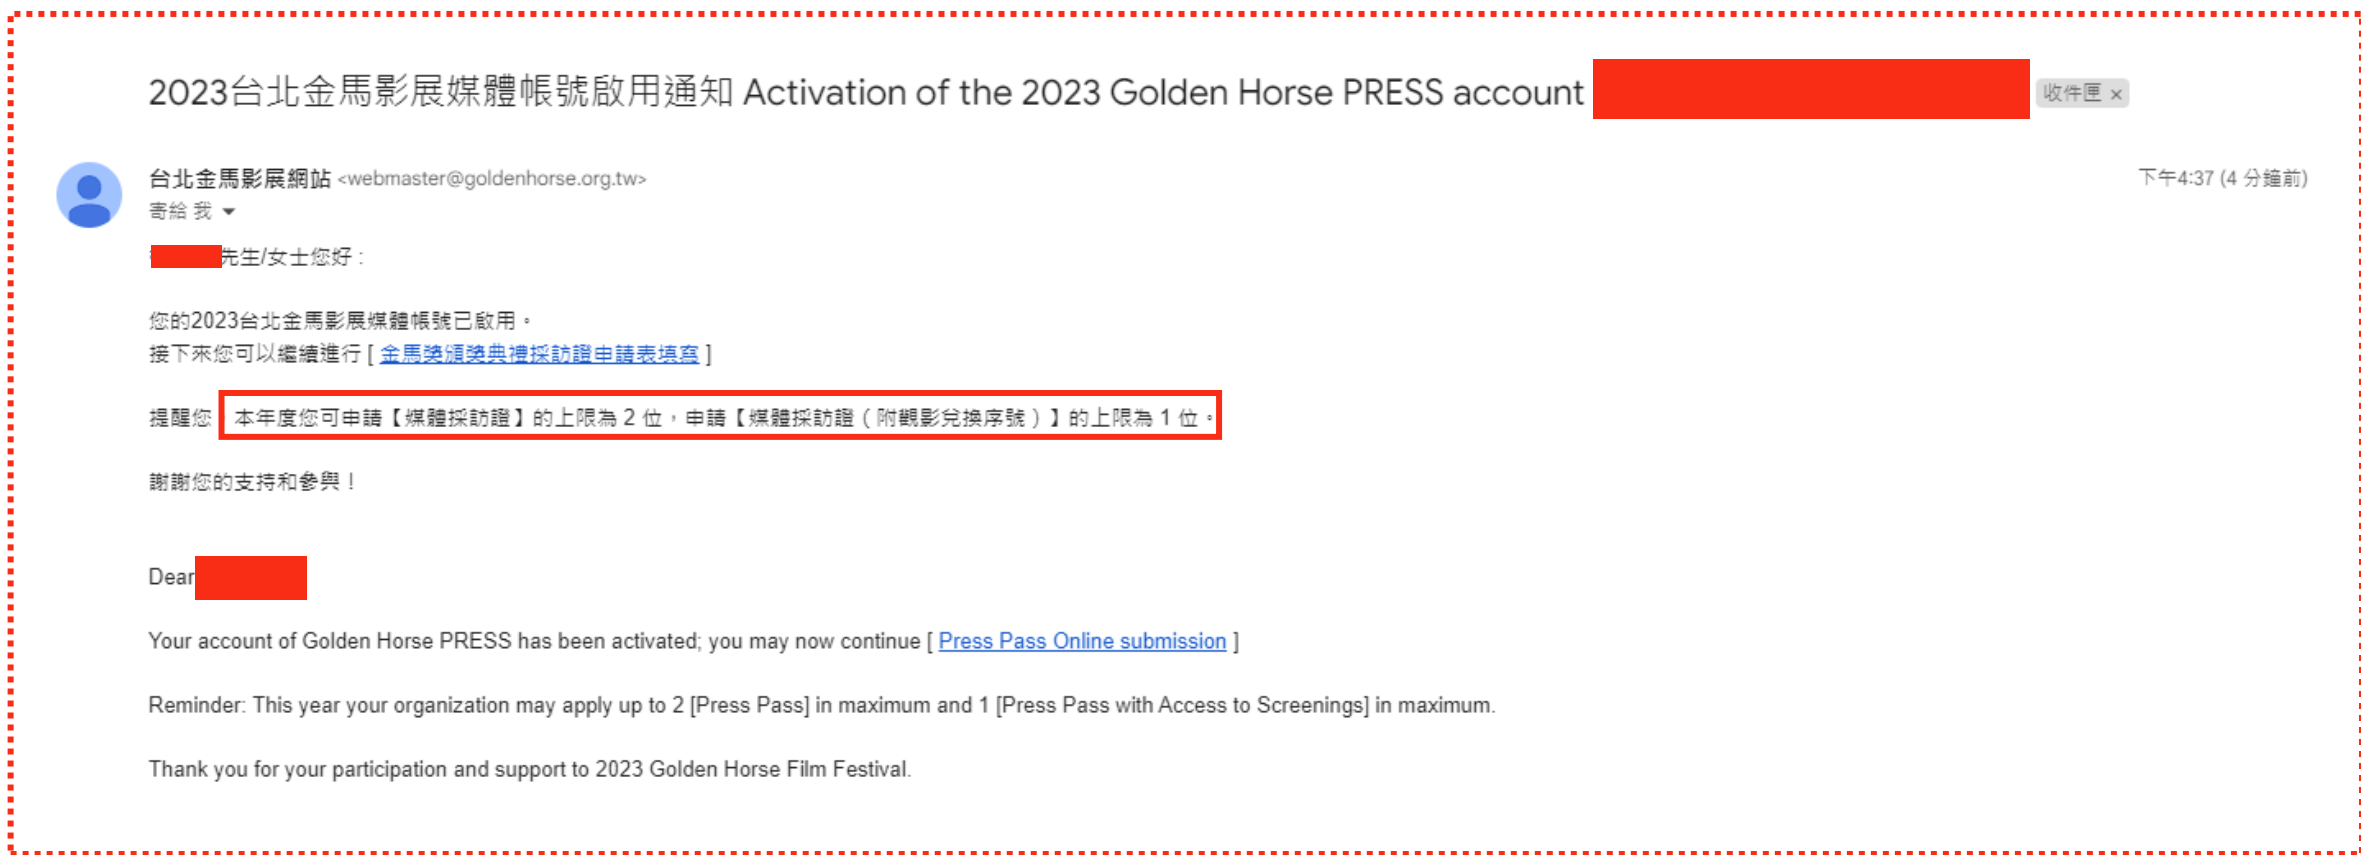 2023台北金馬影展媒體帳號啟用通知 Activation of the 2023 Golden Horse PRESS account 收件匣 ×
台北金馬影展網站 <webmaster@goldenhorse.org.tw> 下午4:37 (4 分鐘前)
寄給 我
先生/女士您好 :
您的2023台北金馬影展媒體帳號已啟用。
接下來您可以繼續進行 [ 金馬獎頒獎典禮採訪證申請表填寫 ]
提醒您，本年度您可申請【媒體採訪證】的上限為 2 位，申請【媒體採訪證（附觀影兌換序號）】的上限為 1 位。
謝謝您的支持和參與！
Dear
Your account of Golden Horse PRESS has been activated; you may now continue [ Press Pass Online submission ]
Reminder: This year your organization may apply up to 2 [Press Pass] in maximum and 1 [Press Pass with Access to Screenings] in maximum.
Thank you for your participation and support to 2023 Golden Horse Film Festival.